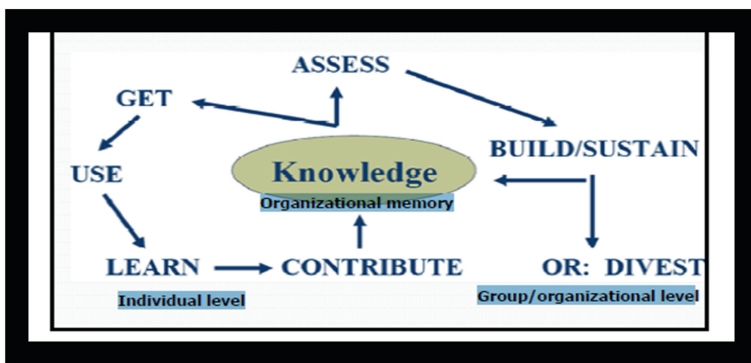 ASSESS
GET
BUILD/SUSTAIN
USE
Knowledge
Organizational memory
LEARN
CONTRIBUTE
OR: DIVEST
Individual level
Group/organizational level